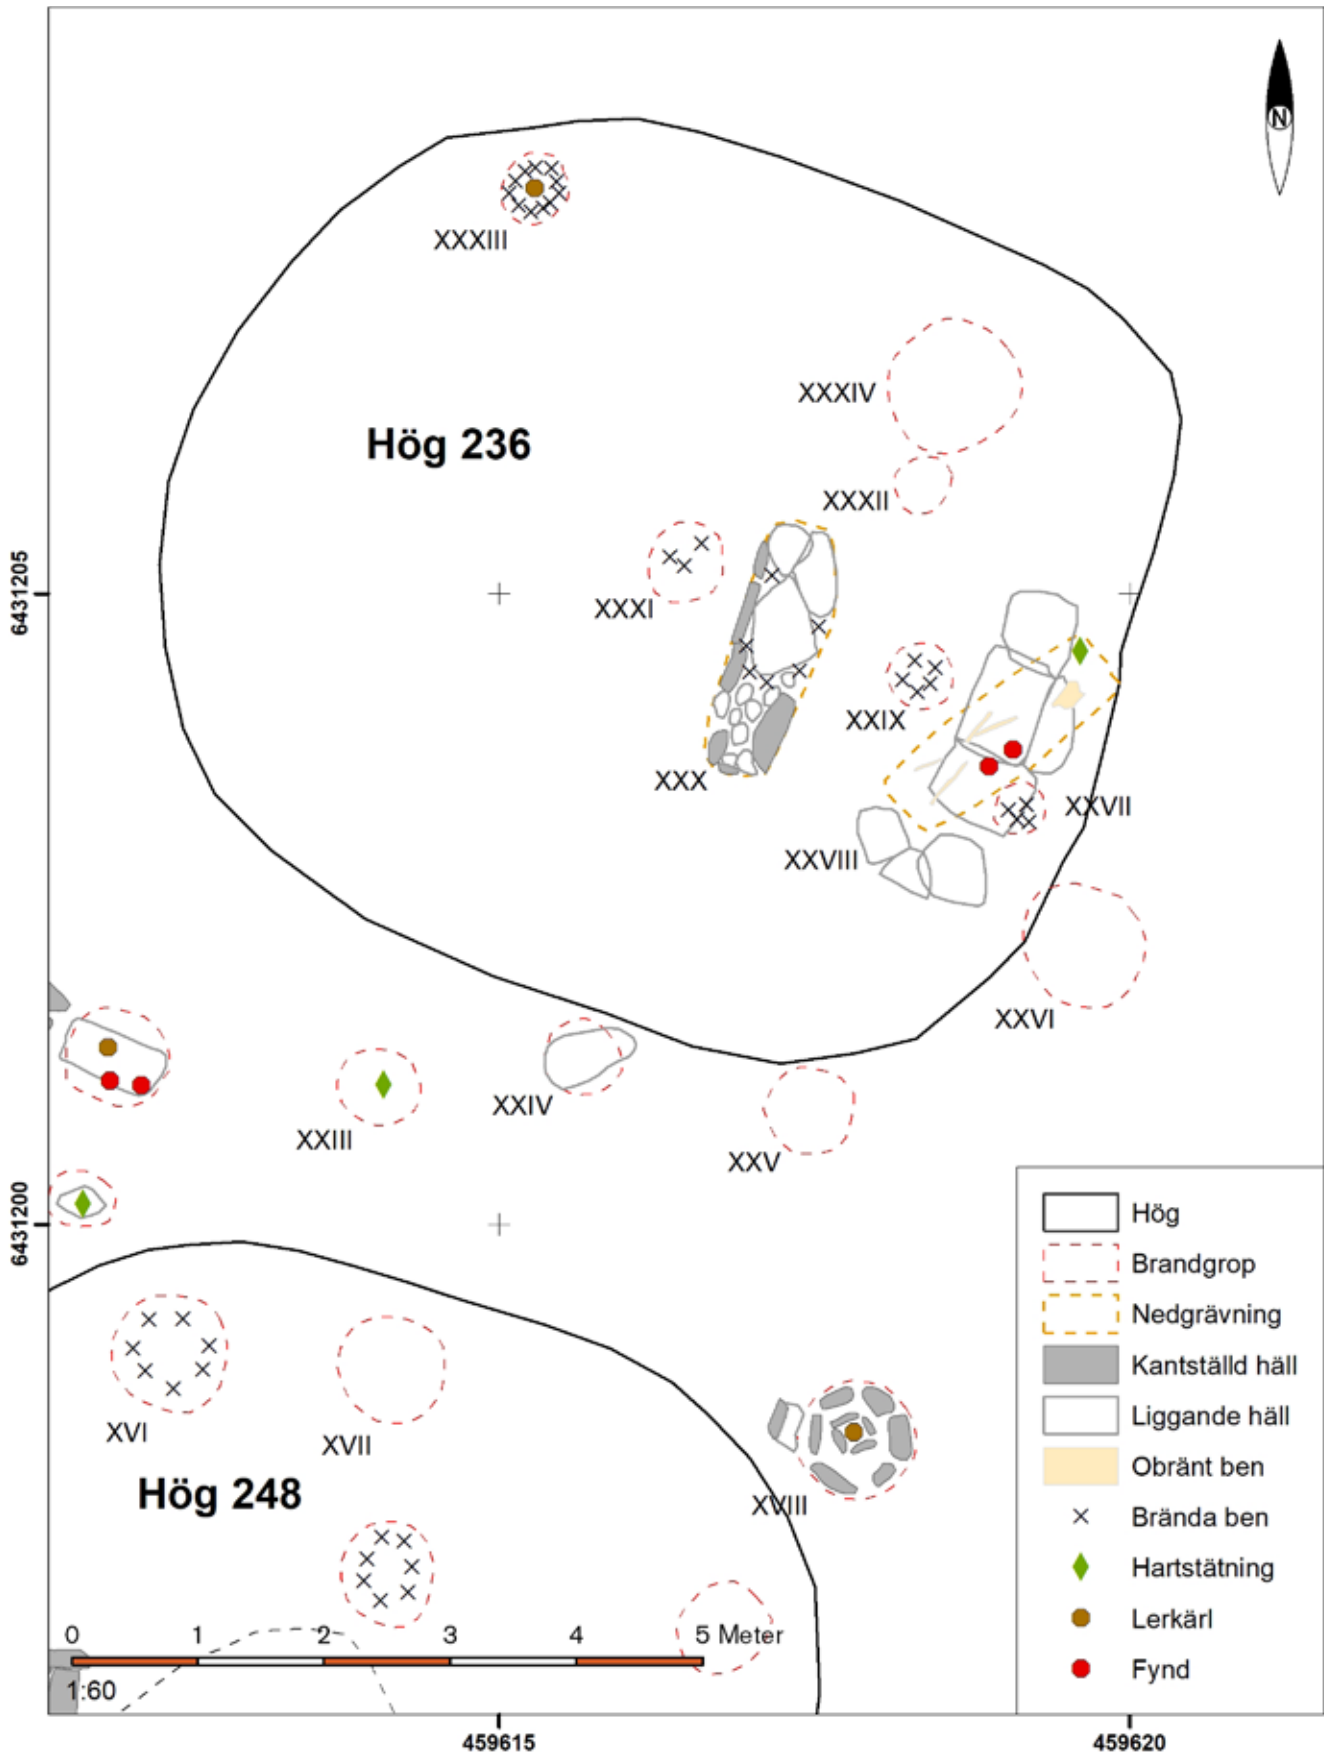 N
XXXIII
XXXIV
Hög 236
XXXII
6431205
XXXI
XXIX
XXX
XXVII
XXVIII
XXVI
XXIV
XXIII
XXV
6431200
Hög
Brandgrop
Nedgrävning
Kantställd häll
Liggande häll
Obränt ben
Brända ben
Hartstätning
Lerkärl
Fynd
XVI
XVII
Hög 248
XVIII
0 1 2 3 4 5 Meter
1:60
459615 459620